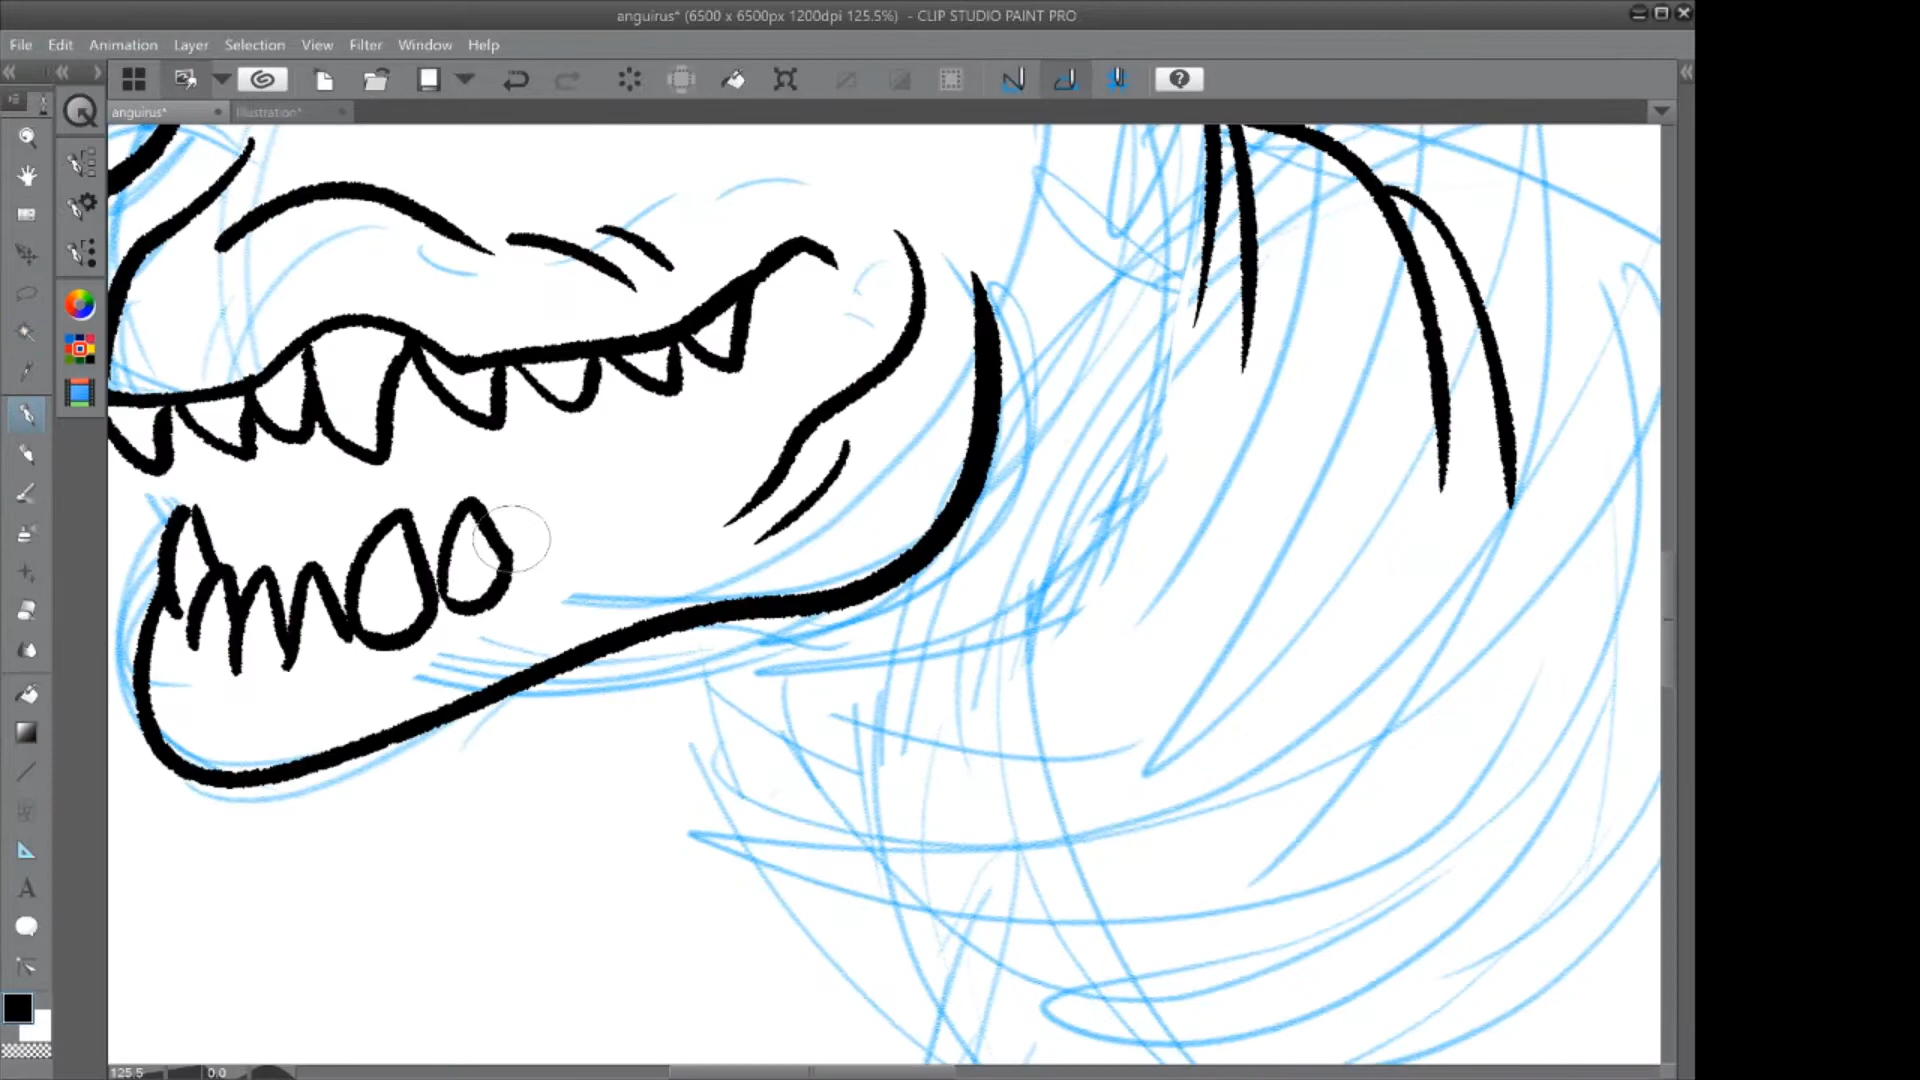 anguirus* (6500 x 6500px 1200dpi 125.5%) - CLIP STUDIO PAINT PRO
File Edit Animation Layer Selection View Filter Window Help
anguirus* Illustration*
125.5 0.0